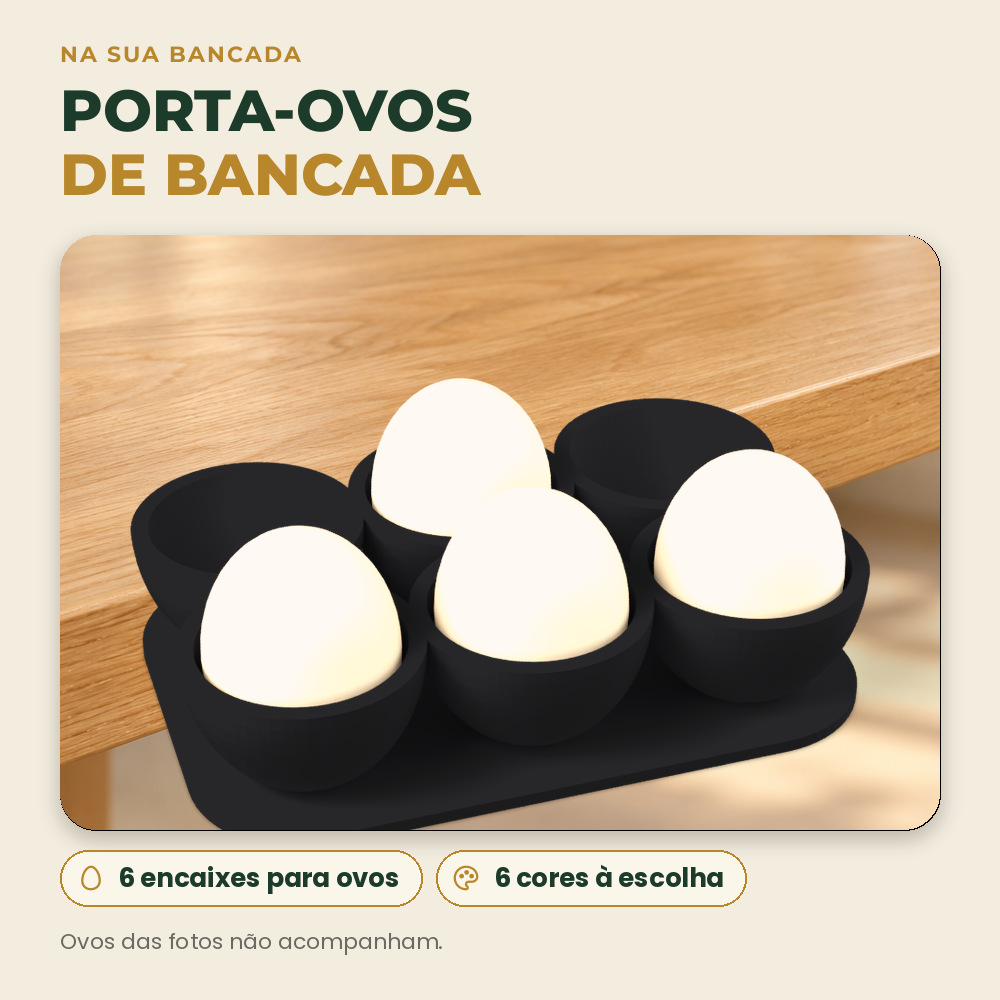 NA SUA BANCADA
PORTA-OVOS
DE BANCADA
6 encaixes para ovos
6 cores à escolha
Ovos das fotos não acompanham.